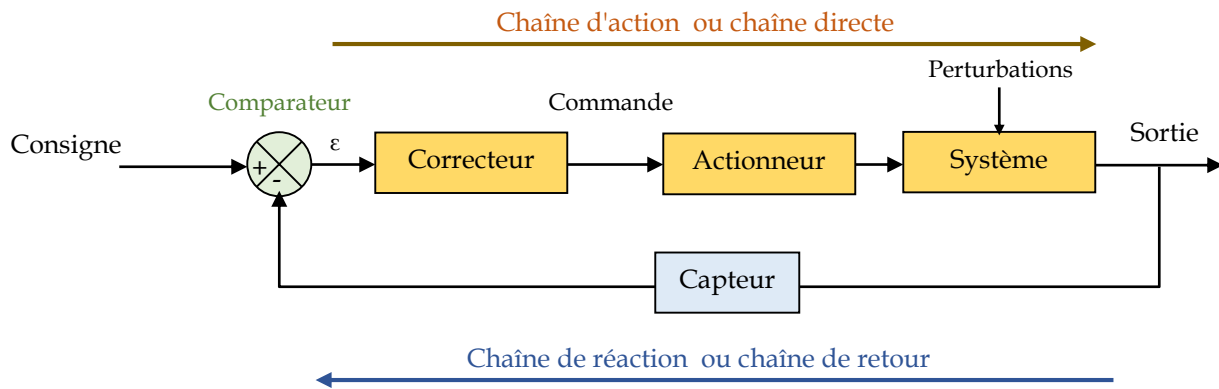 Chaîne d'action ou chaîne directe
Perturbations
Comparateur
Commande
Consigne
ε
Sortie
+
-
Correcteur
Actionneur
Système
Capteur
Chaîne de réaction ou chaîne de retour